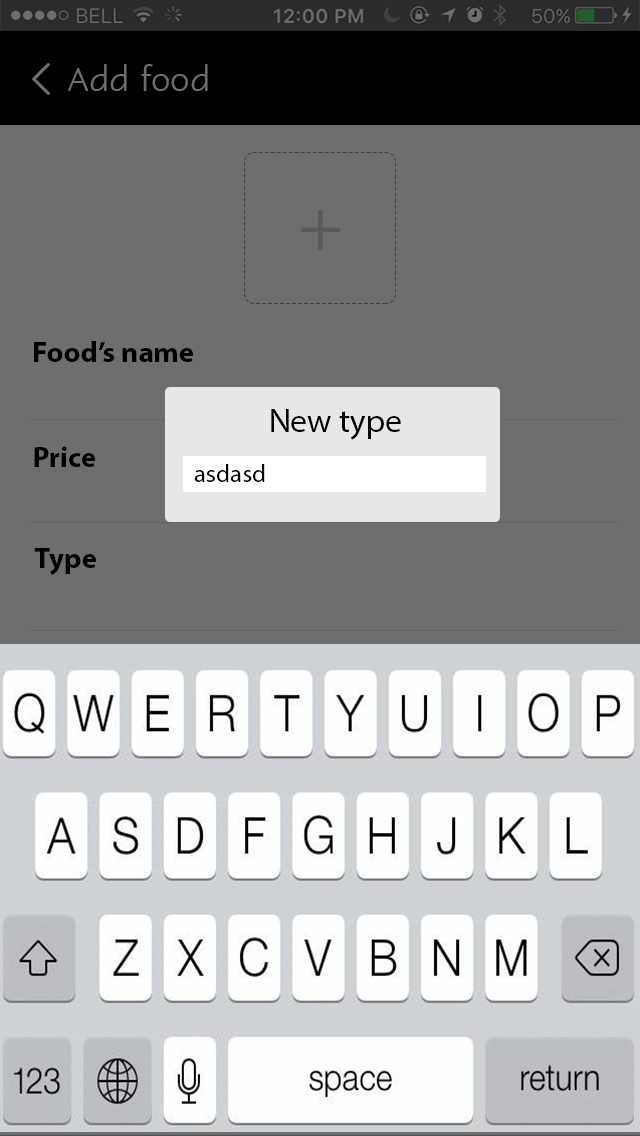 BELL 12:00 PM 50%
Add food
Food's name
New type
Price
asdasd
Type
Q W E R T Y U I O P
A S D F G H J K L
Z X C V B N M
123 space return